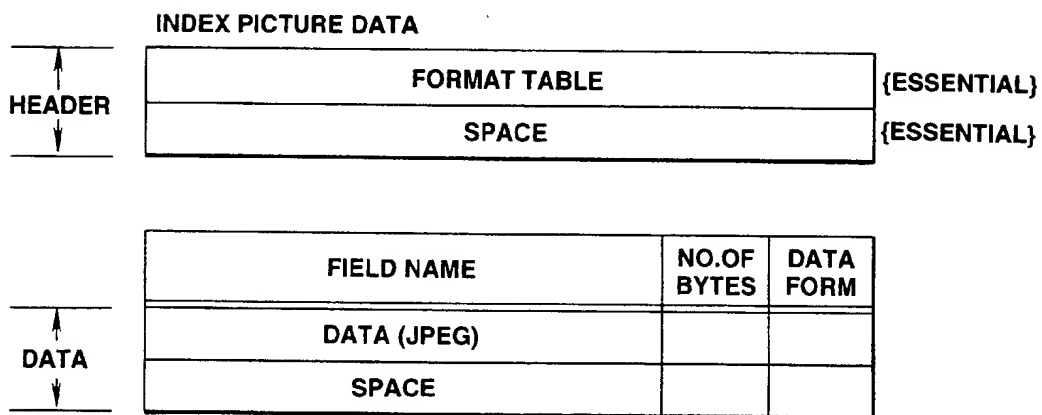 INDEX PICTURE DATA
HEADER
FORMAT TABLE {ESSENTIAL}
SPACE {ESSENTIAL}
FIELD NAME NO.OF BYTES DATA FORM
DATA
DATA (JPEG)
SPACE